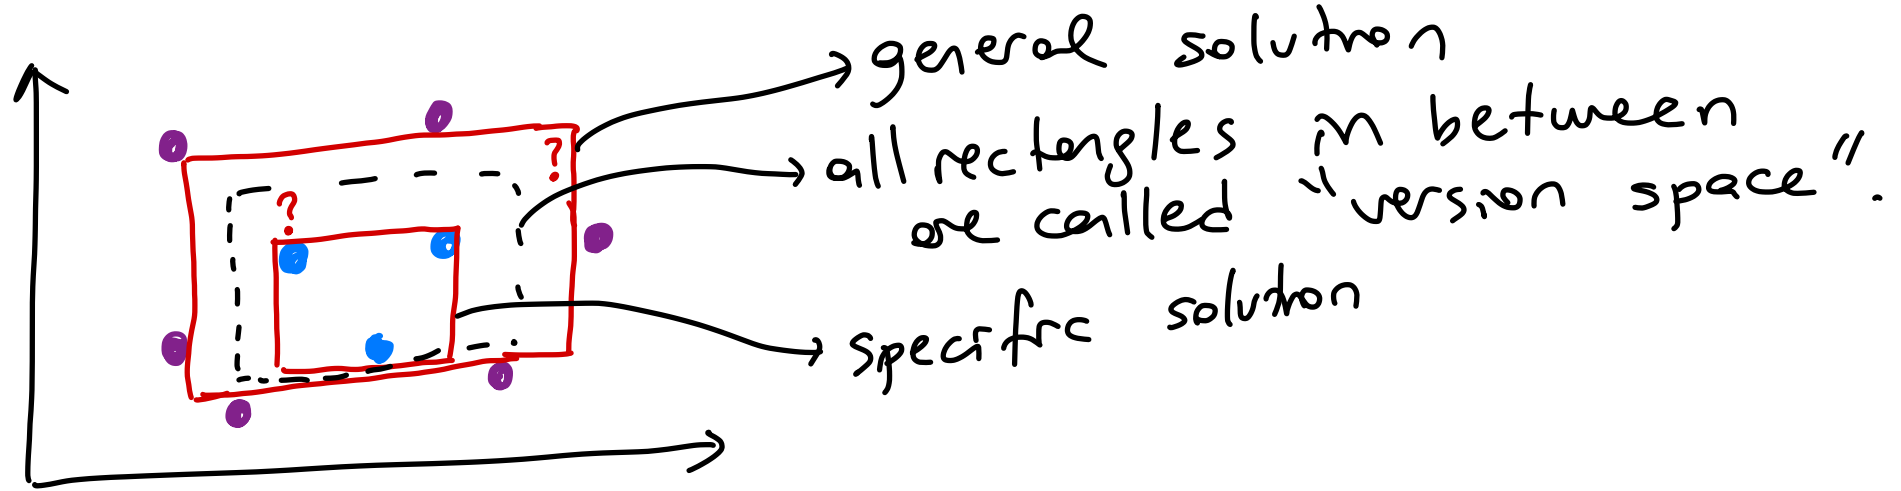 general solution
all rectangles in between
are called "version space".
specific solution
?
?